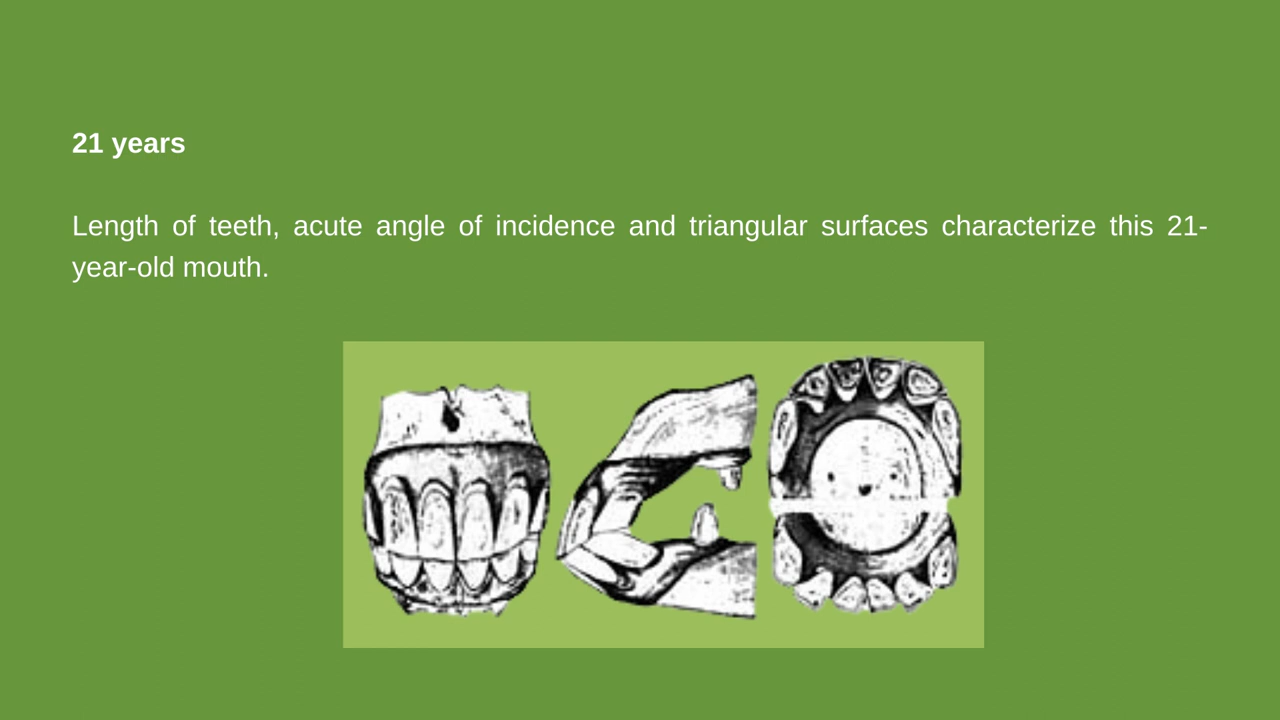 21 years
Length of teeth, acute angle of incidence and triangular surfaces characterize this 21-
year-old mouth.